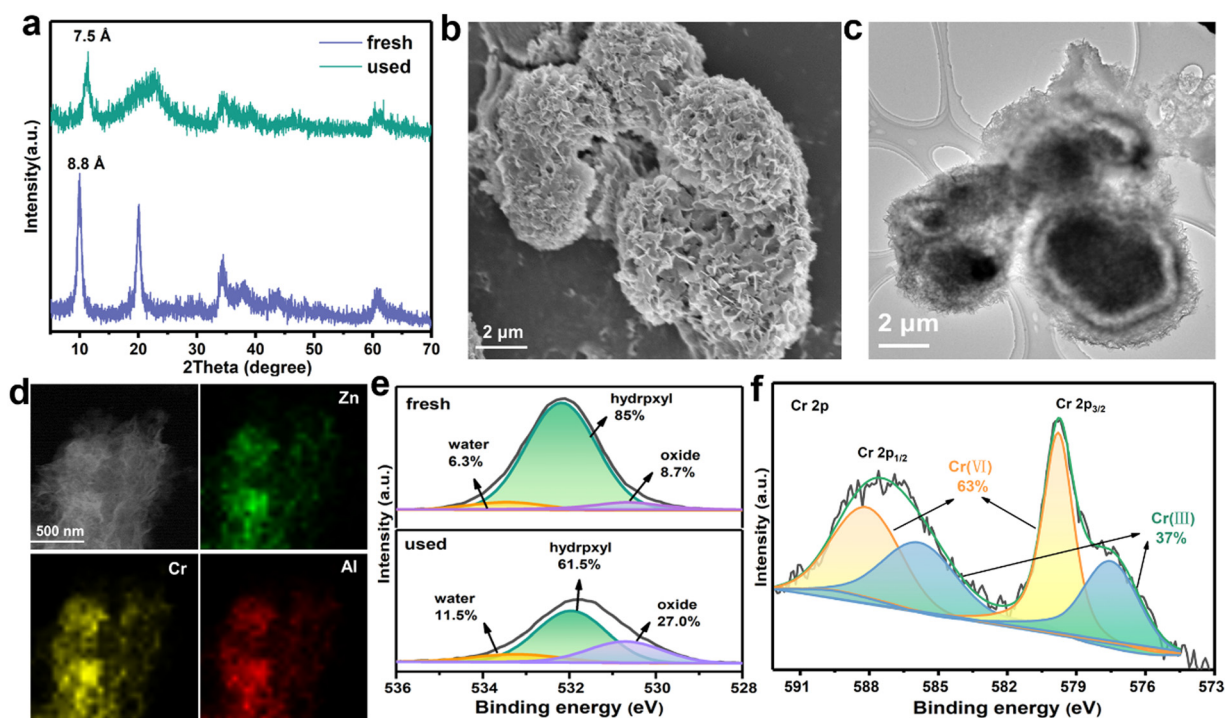 a
7.5 Å
fresh
used
8.8 Å
Intensity(a.u.)
10 20 30 40 50 60 70
2Theta (degree)
b
2 μm
c
2 μm
d
500 nm
Zn
Cr
Al
e
fresh
hydrpxyl
85%
water
6.3%
oxide
8.7%
used
hydrpxyl
61.5%
water
11.5%
oxide
27.0%
Intensity (a.u.)
536 534 532 530 528
Binding energy (eV)
f
Cr 2p
Cr 2p3/2
Cr 2p1/2
Cr(Ⅵ)
63%
Cr(Ⅲ)
37%
Intensity (a.u.)
591 588 585 582 579 576 573
Binding energy (eV)